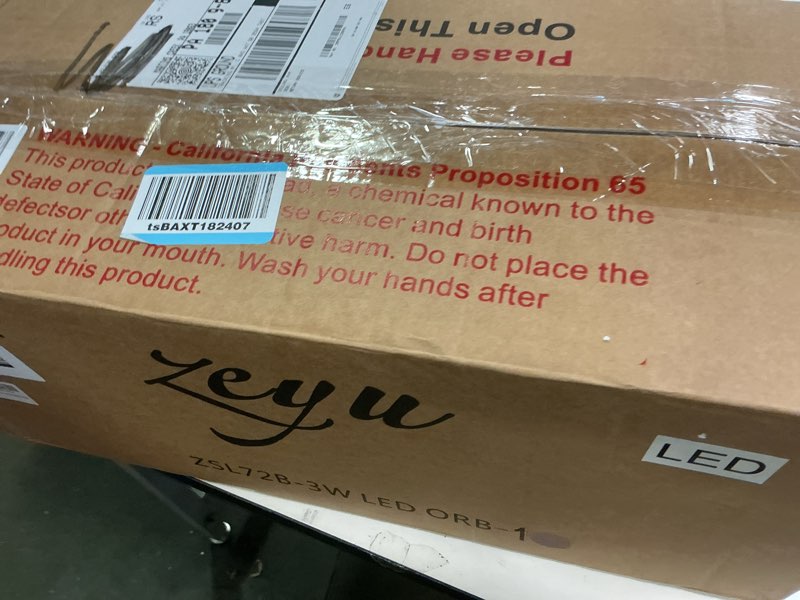 Please Hand
Open This
WARNING - California Proposition 65
This product ad, a chemical known to the
State of Cali se cancer and birth
defectsor oth tive harm. Do not place the
oduct in your mouth. Wash your hands after
dling this product.
tsBAXT182407
zeyu
LED
ZSL72B-3W LED ORB-1